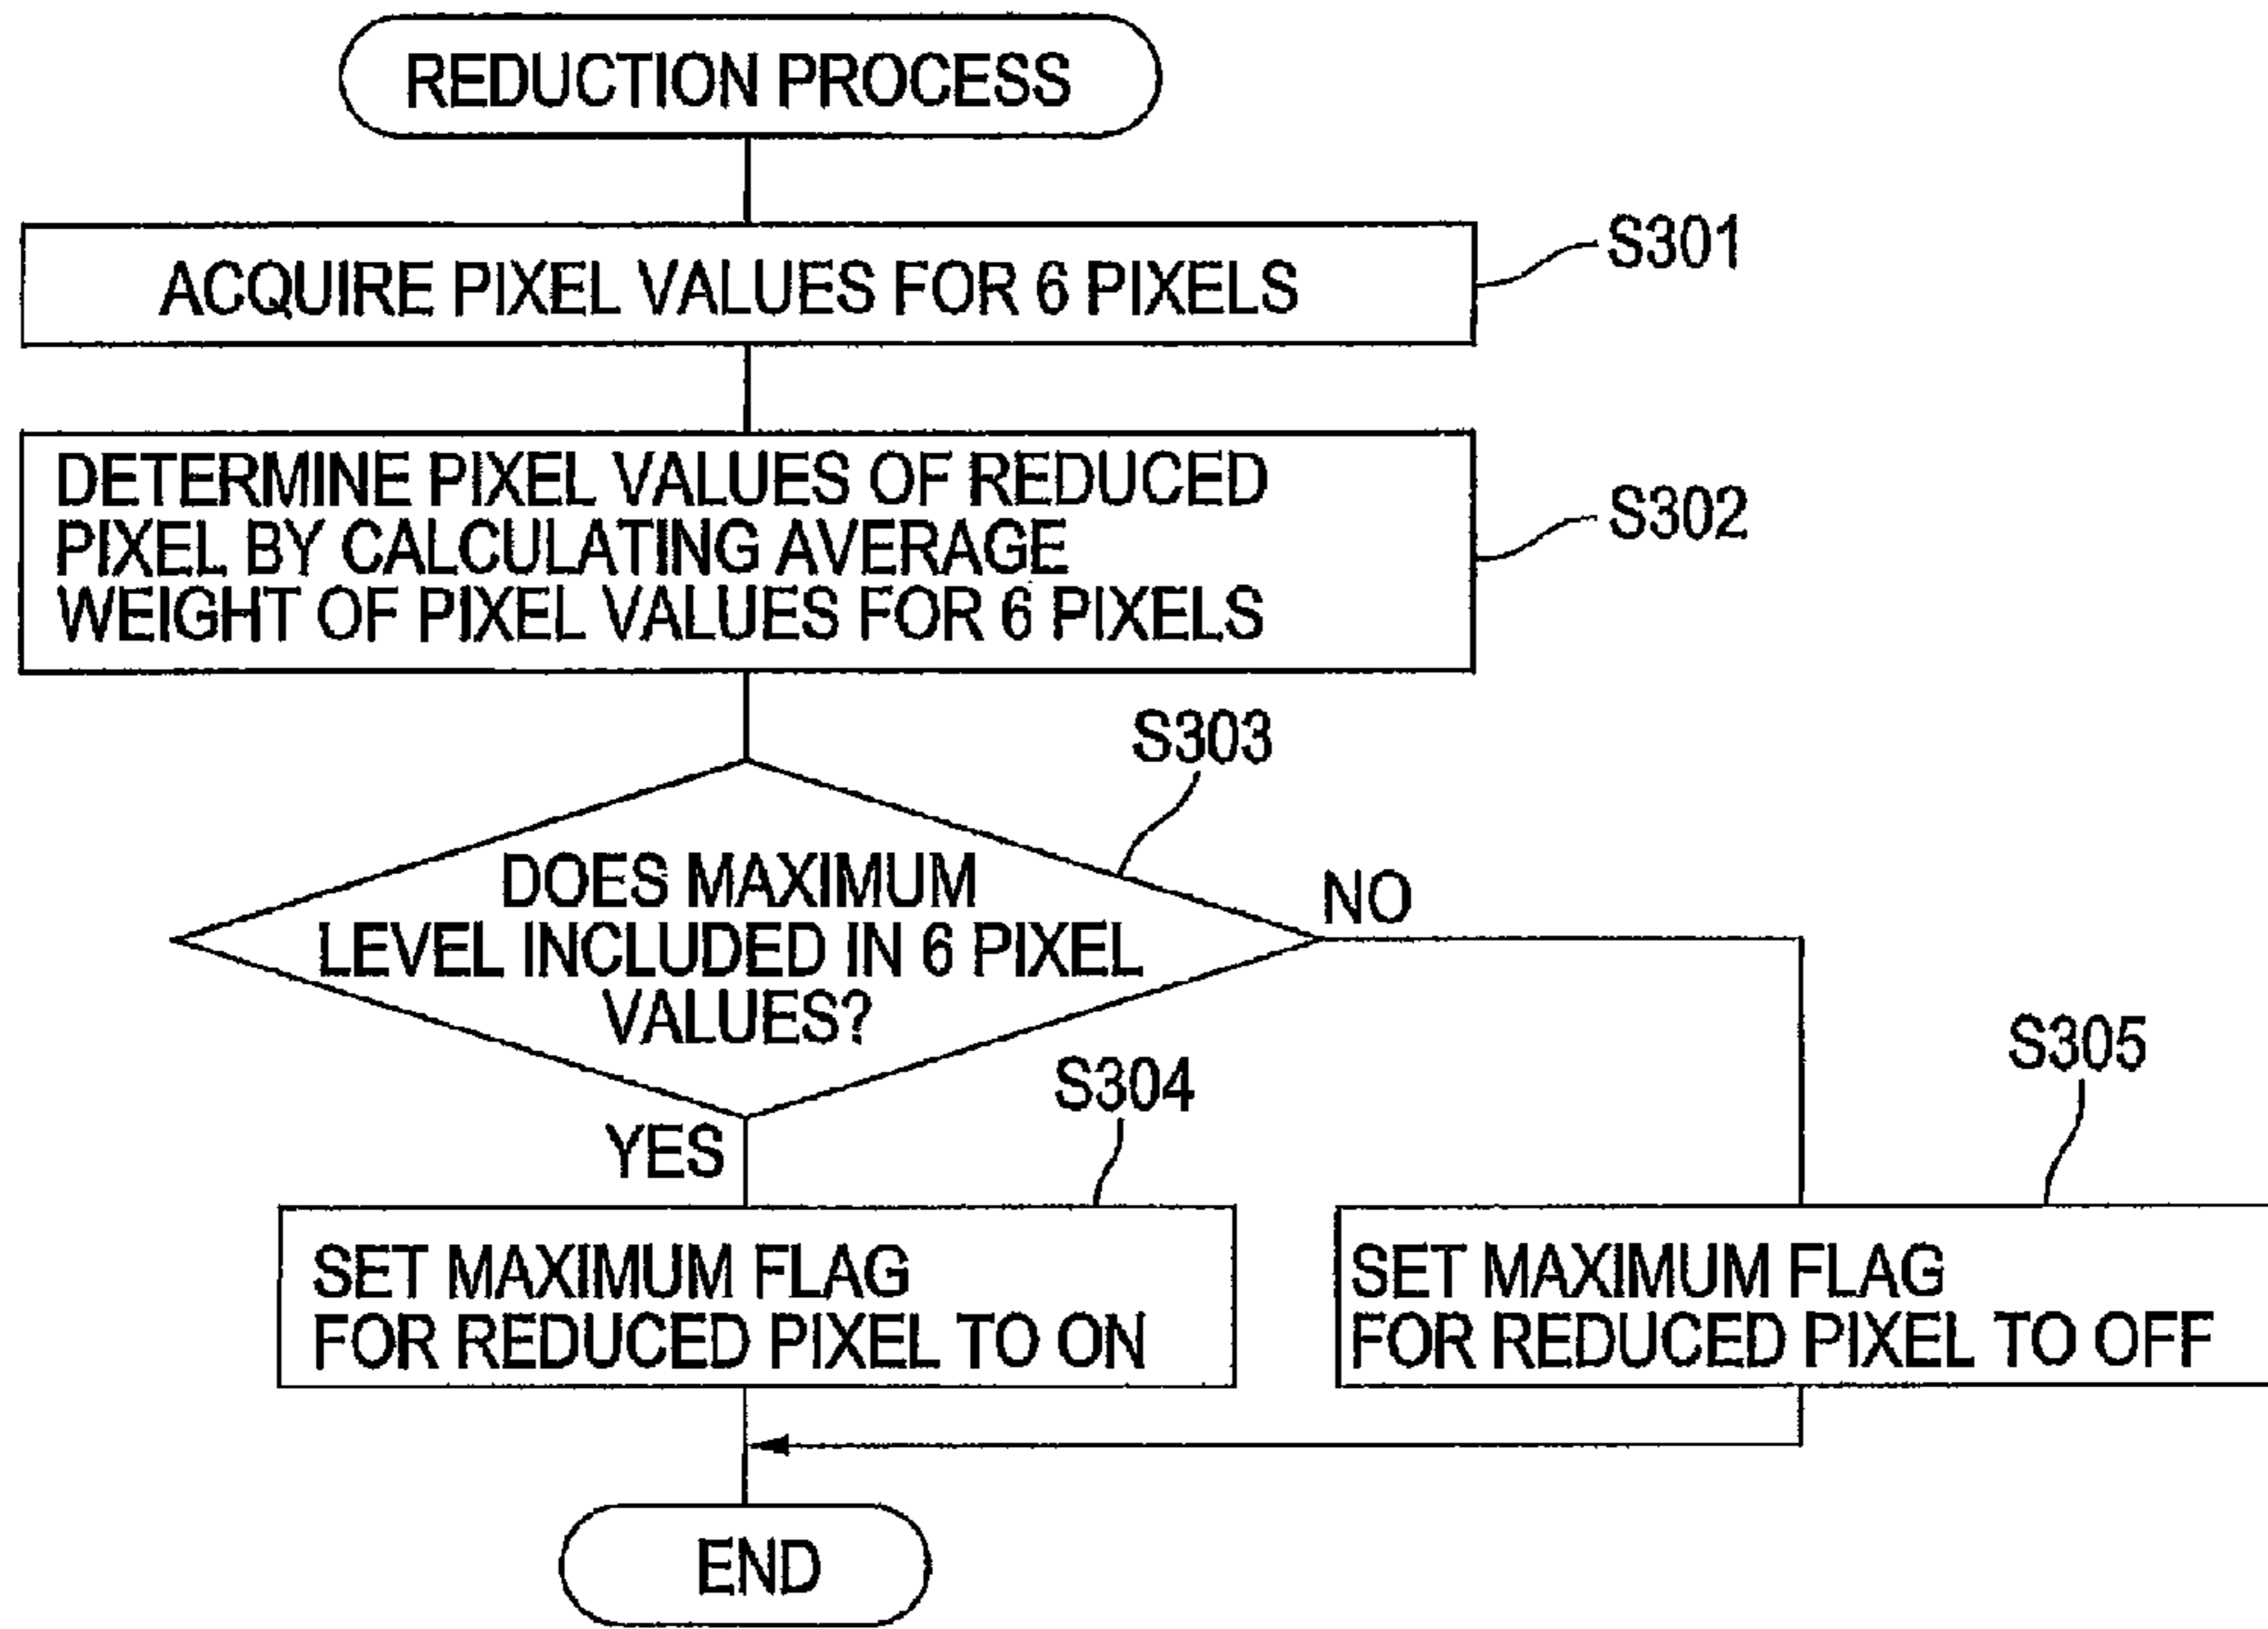 REDUCTION PROCESS
ACQUIRE PIXEL VALUES FOR 6 PIXELS
S301
DETERMINE PIXEL VALUES OF REDUCED
PIXEL BY CALCULATING AVERAGE
WEIGHT OF PIXEL VALUES FOR 6 PIXELS
S302
S303
DOES MAXIMUM
LEVEL INCLUDED IN 6 PIXEL
VALUES?
NO
YES
S304
SET MAXIMUM FLAG
FOR REDUCED PIXEL TO ON
S305
SET MAXIMUM FLAG
FOR REDUCED PIXEL TO OFF
END